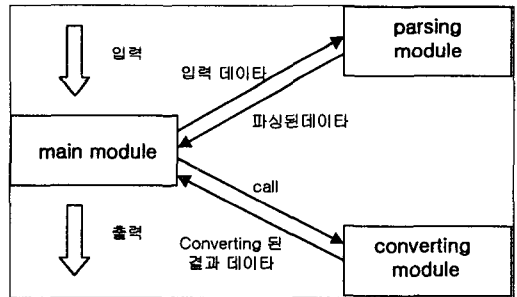 입력
parsing
module
입력 데이타
파싱된데이타
main module
call
출력
Converting 된
결과 데이타
converting
module